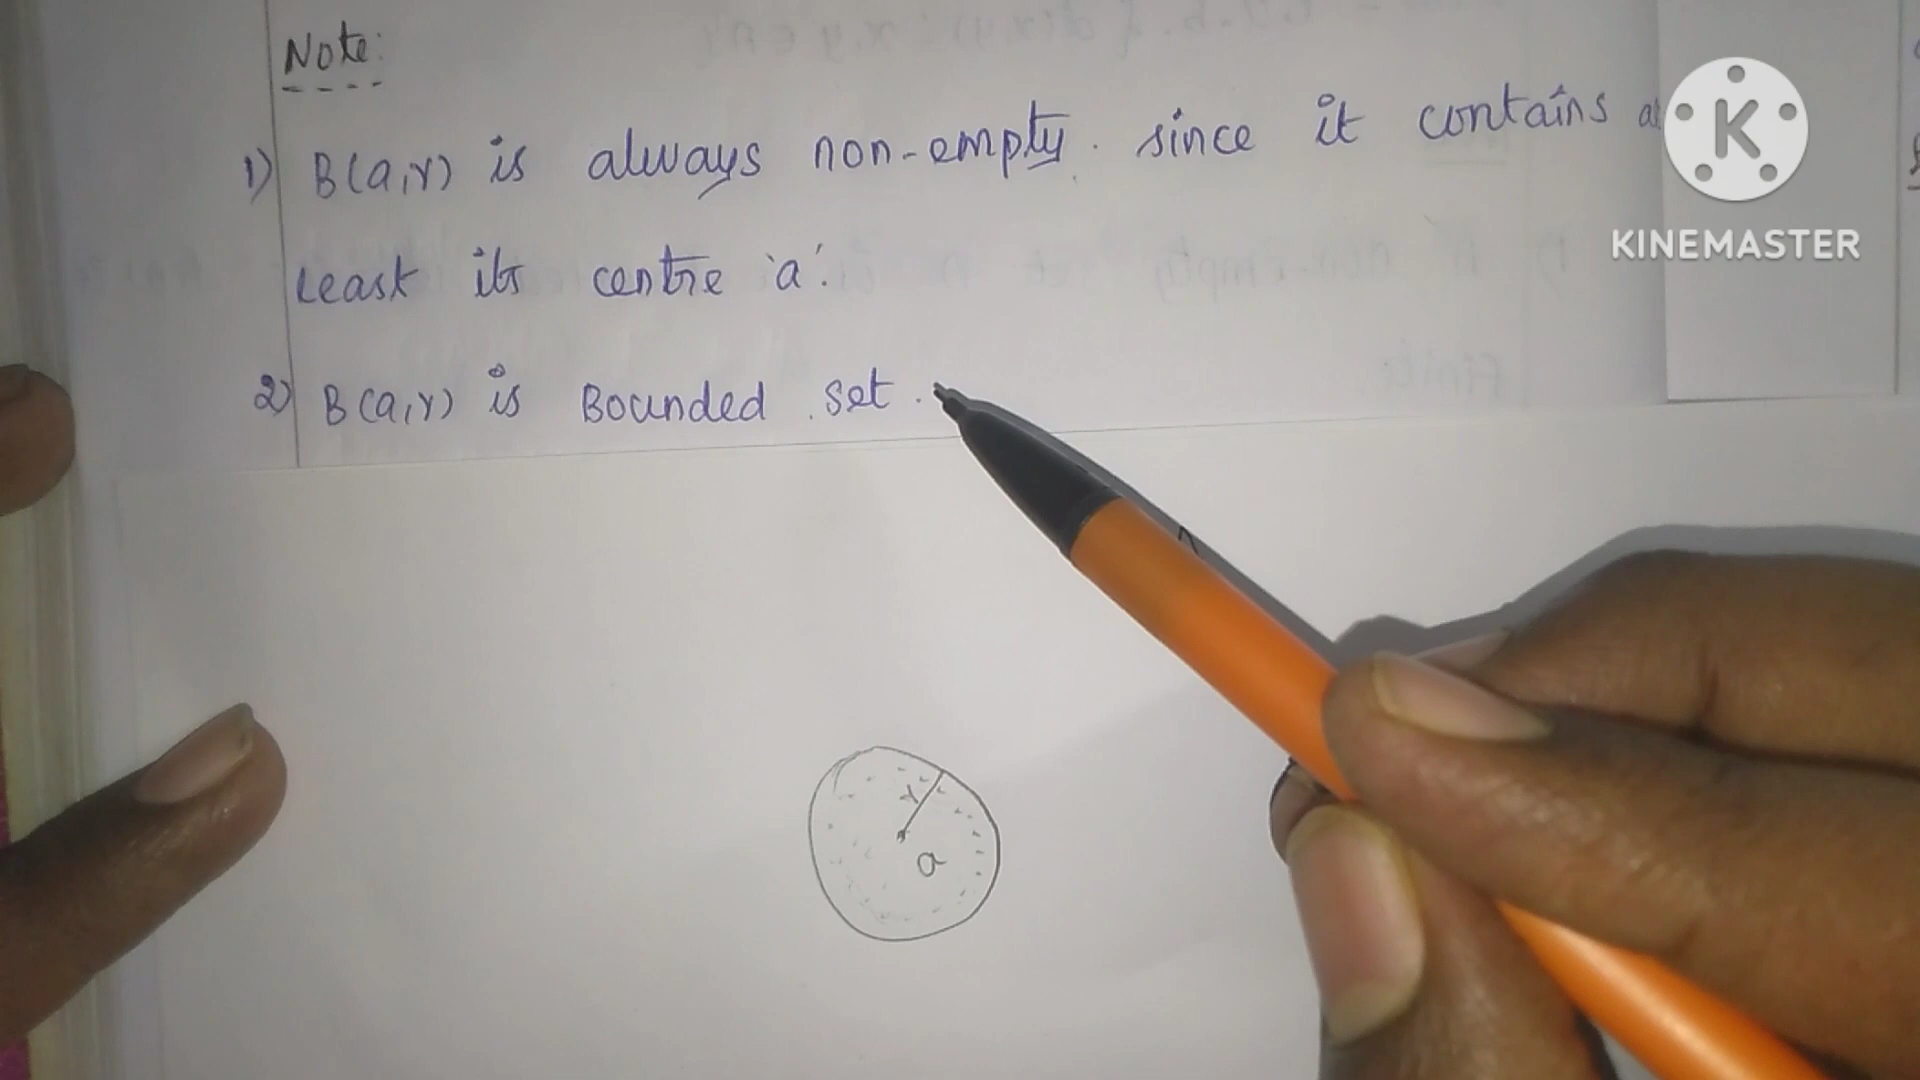 Note:
1) B(a,r) is always non-empty. since it contains at
least its centre 'a'.
2) B(a,r) is Bounded set.
r
a
K
KINEMASTER